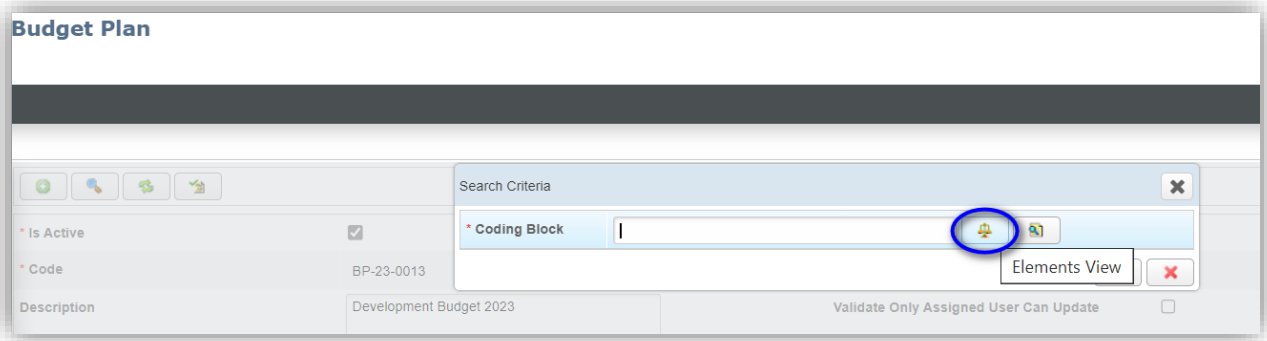 Budget Plan
Search Criteria
* Is Active
* Coding Block
Elements View
* Code BP-23-0013
Description Development Budget 2023 Validate Only Assigned User Can Update